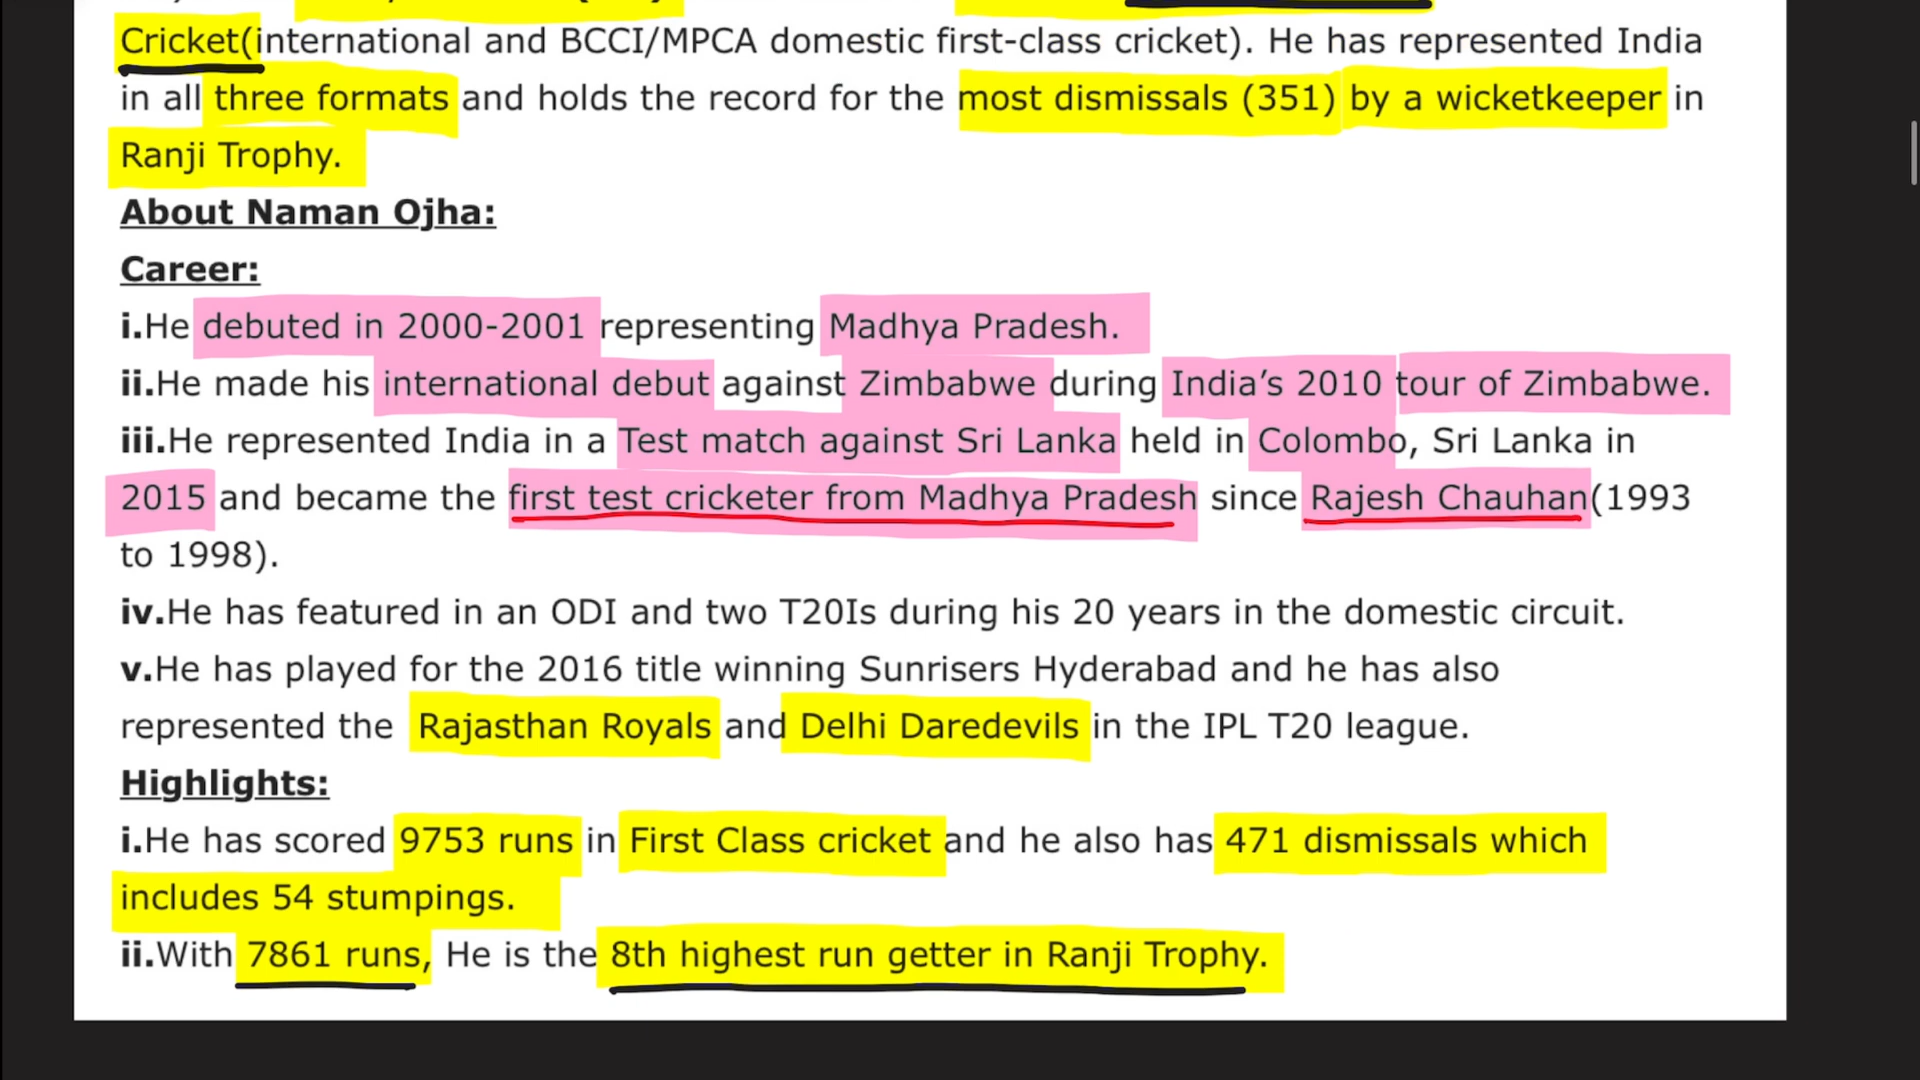 Cricket(international and BCCI/MPCA domestic first-class cricket). He has represented India
in all three formats and holds the record for the most dismissals (351) by a wicketkeeper in
Ranji Trophy.
About Naman Ojha:
Career:
i.He debuted in 2000-2001 representing Madhya Pradesh.
ii.He made his international debut against Zimbabwe during India’s 2010 tour of Zimbabwe.
iii.He represented India in a Test match against Sri Lanka held in Colombo, Sri Lanka in
2015 and became the first test cricketer from Madhya Pradesh since Rajesh Chauhan(1993
to 1998).
iv.He has featured in an ODI and two T20Is during his 20 years in the domestic circuit.
v.He has played for the 2016 title winning Sunrisers Hyderabad and he has also
represented the Rajasthan Royals and Delhi Daredevils in the IPL T20 league.
Highlights:
i.He has scored 9753 runs in First Class cricket and he also has 471 dismissals which
includes 54 stumpings.
ii.With 7861 runs, He is the 8th highest run getter in Ranji Trophy.